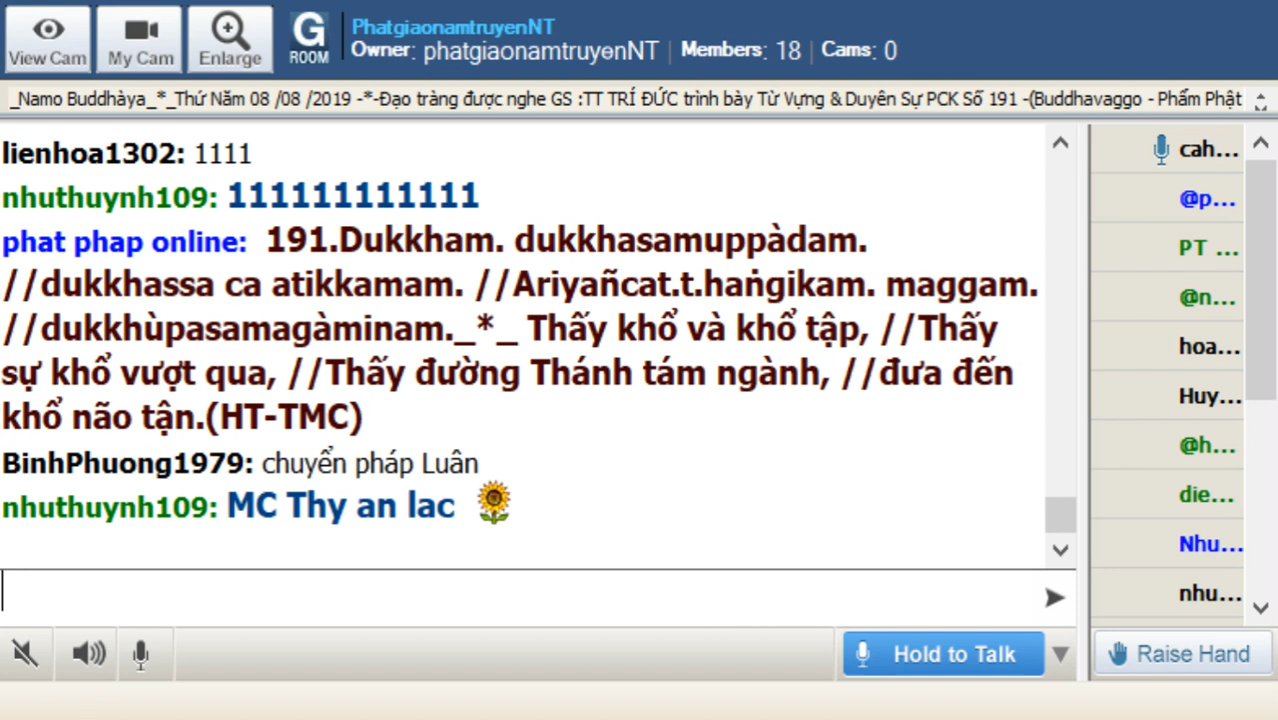 View Cam
My Cam
Enlarge
G
ROOM
PhatgiaonamtruyenNT
Owner: phatgiaonamtruyenNT | Members: 18 | Cams: 0
_Namo Buddhàya_*_Thứ Năm 08 /08 /2019 -*-Đạo tràng được nghe GS :TT TRÍ ĐỨC trình bày Từ Vựng & Duyên Sự PCK Số 191 -(Buddhavaggo - Phẩm Phật
lienhoa1302: 1111
nhuthuynh109: 111111111111
phat phap online: 191.Dukkham. dukkhasamuppàdam.
//dukkhassa ca atikkamam. //Ariyañcat.t.haṅgikam. maggam.
//dukkhùpasamagàminam._*_ Thấy khổ và khổ tập, //Thấy
sự khổ vượt qua, //Thấy đường Thánh tám ngành, //đưa đến
khổ não tận.(HT-TMC)
BinhPhuong1979: chuyển pháp Luân
nhuthuynh109: MC Thy an lac
cah...
@p...
PT ...
@n...
hoa...
Huy...
@h...
die...
Nhu...
nhu...
Hold to Talk
Raise Hand